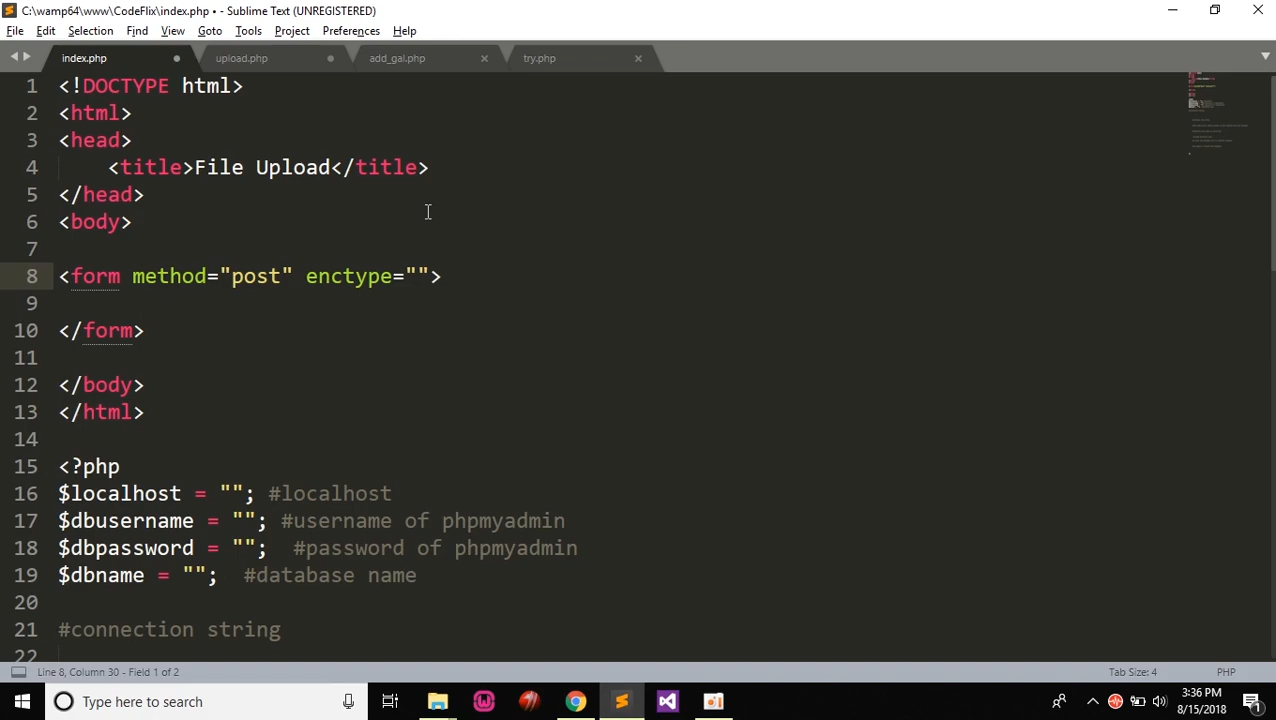 C:\wamp64\www\CodeFlix\index.php • - Sublime Text (UNREGISTERED)
File Edit Selection Find View Goto Tools Project Preferences Help
index.php upload.php add_gal.php try.php
1 <!DOCTYPE html>
2 <html>
3 <head>
4 <title>File Upload</title>
5 </head>
6 <body>
7
8 <form method="post" enctype="">
9
10 </form>
11
12 </body>
13 </html>
14
15 <?php
16 $localhost = ""; #localhost
17 $dbusername = ""; #username of phpmyadmin
18 $dbpassword = ""; #password of phpmyadmin
19 $dbname = ""; #database name
20
21 #connection string
22
Line 8, Column 30 - Field 1 of 2 Tab Size: 4 PHP
Type here to search 3:36 PM
8/15/2018 1